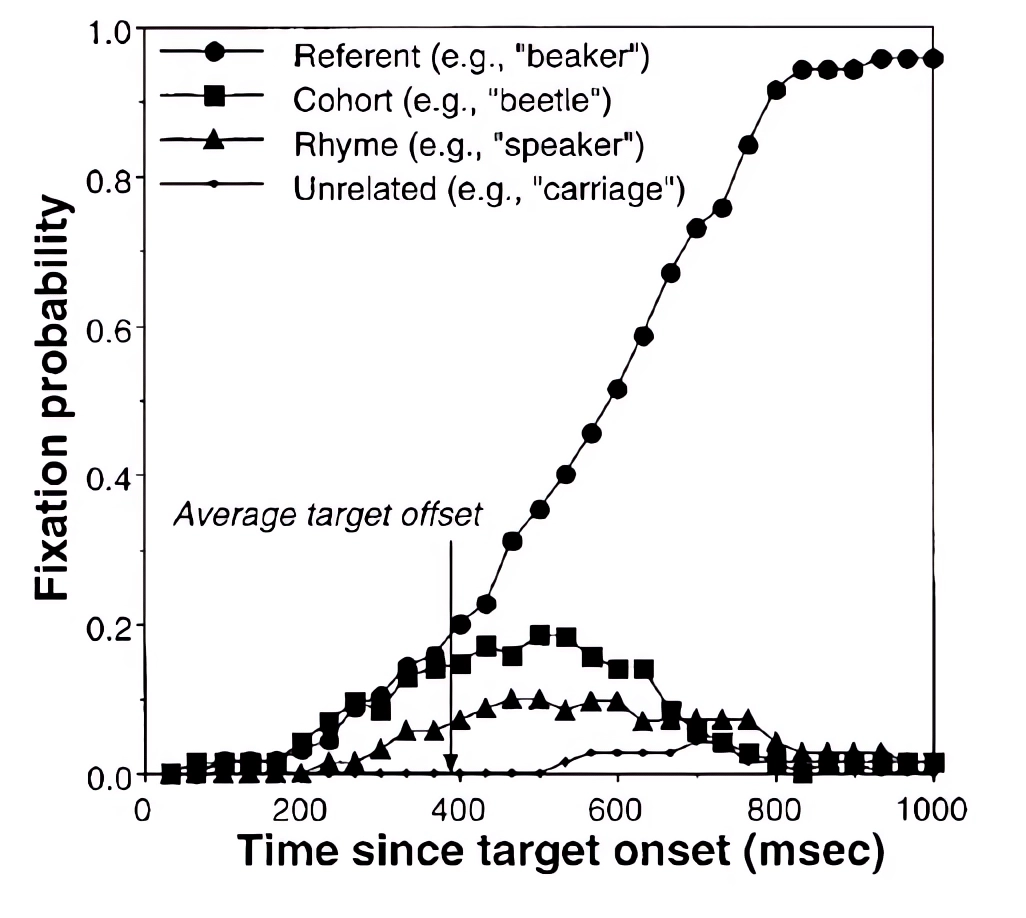 1.0
Referent (e.g., "beaker")
Cohort (e.g., "beetle")
Rhyme (e.g., "speaker")
0.8
Unrelated (e.g., "carriage")
Fixation probability
0.6
0.4
Average target offset
0.2
0.0
0 200 400 600 800 1000
Time since target onset (msec)